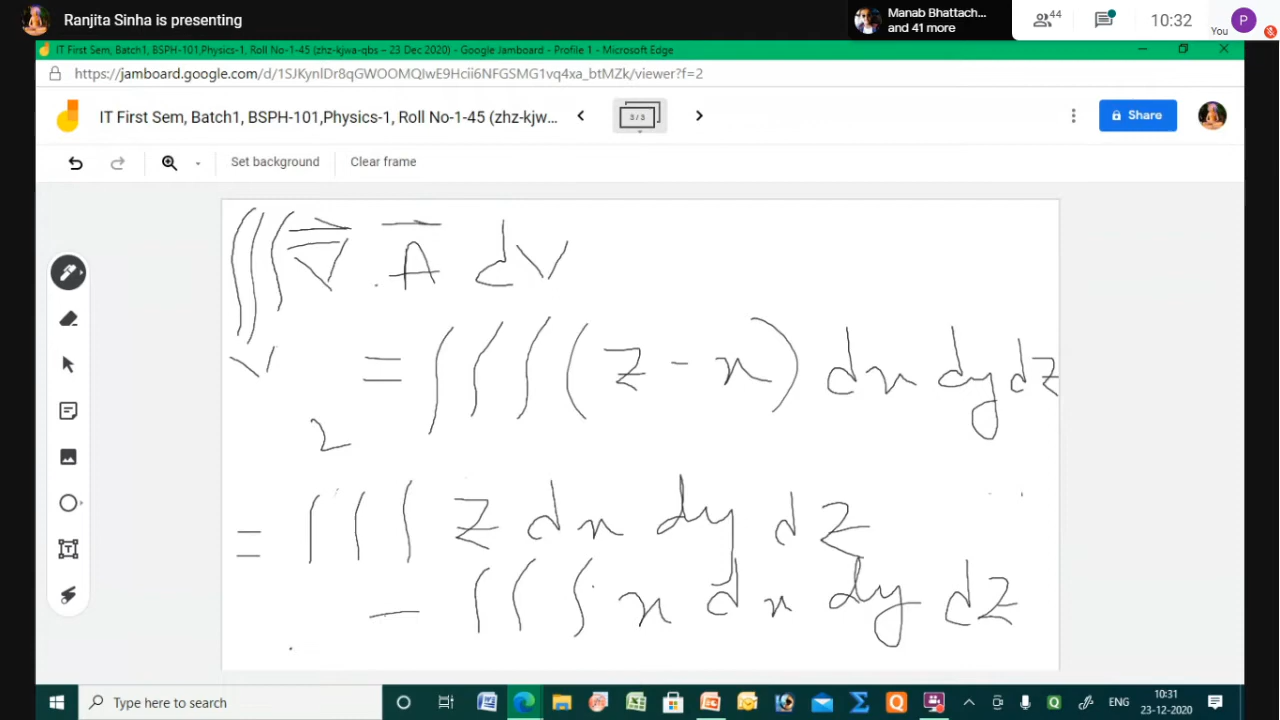 Ranjita Sinha is presenting
Manab Bhattach...
and 41 more
44
10:32
You
P
IT First Sem, Batch1, BSPH-101,Physics-1, Roll No-1-45 (zhz-kjwa-qbs – 23 Dec 2020) - Google Jamboard - Profile 1 - Microsoft Edge
https://jamboard.google.com/d/1SJKynlDr8qGWOOMQIwE9Hcii6NFGSMG1vq4xa_btMZk/viewer?f=2
IT First Sem, Batch1, BSPH-101,Physics-1, Roll No-1-45 (zhz-kjw...
3 / 3
Share
Set background
Clear frame
∭ ∇⃗ . A⃗ dV
V
= ∭ (z - x) dx dy dz
2
= ∭ z dx dy dz
- ∭ x dx dy dz
Type here to search
ENG
10:31
23-12-2020